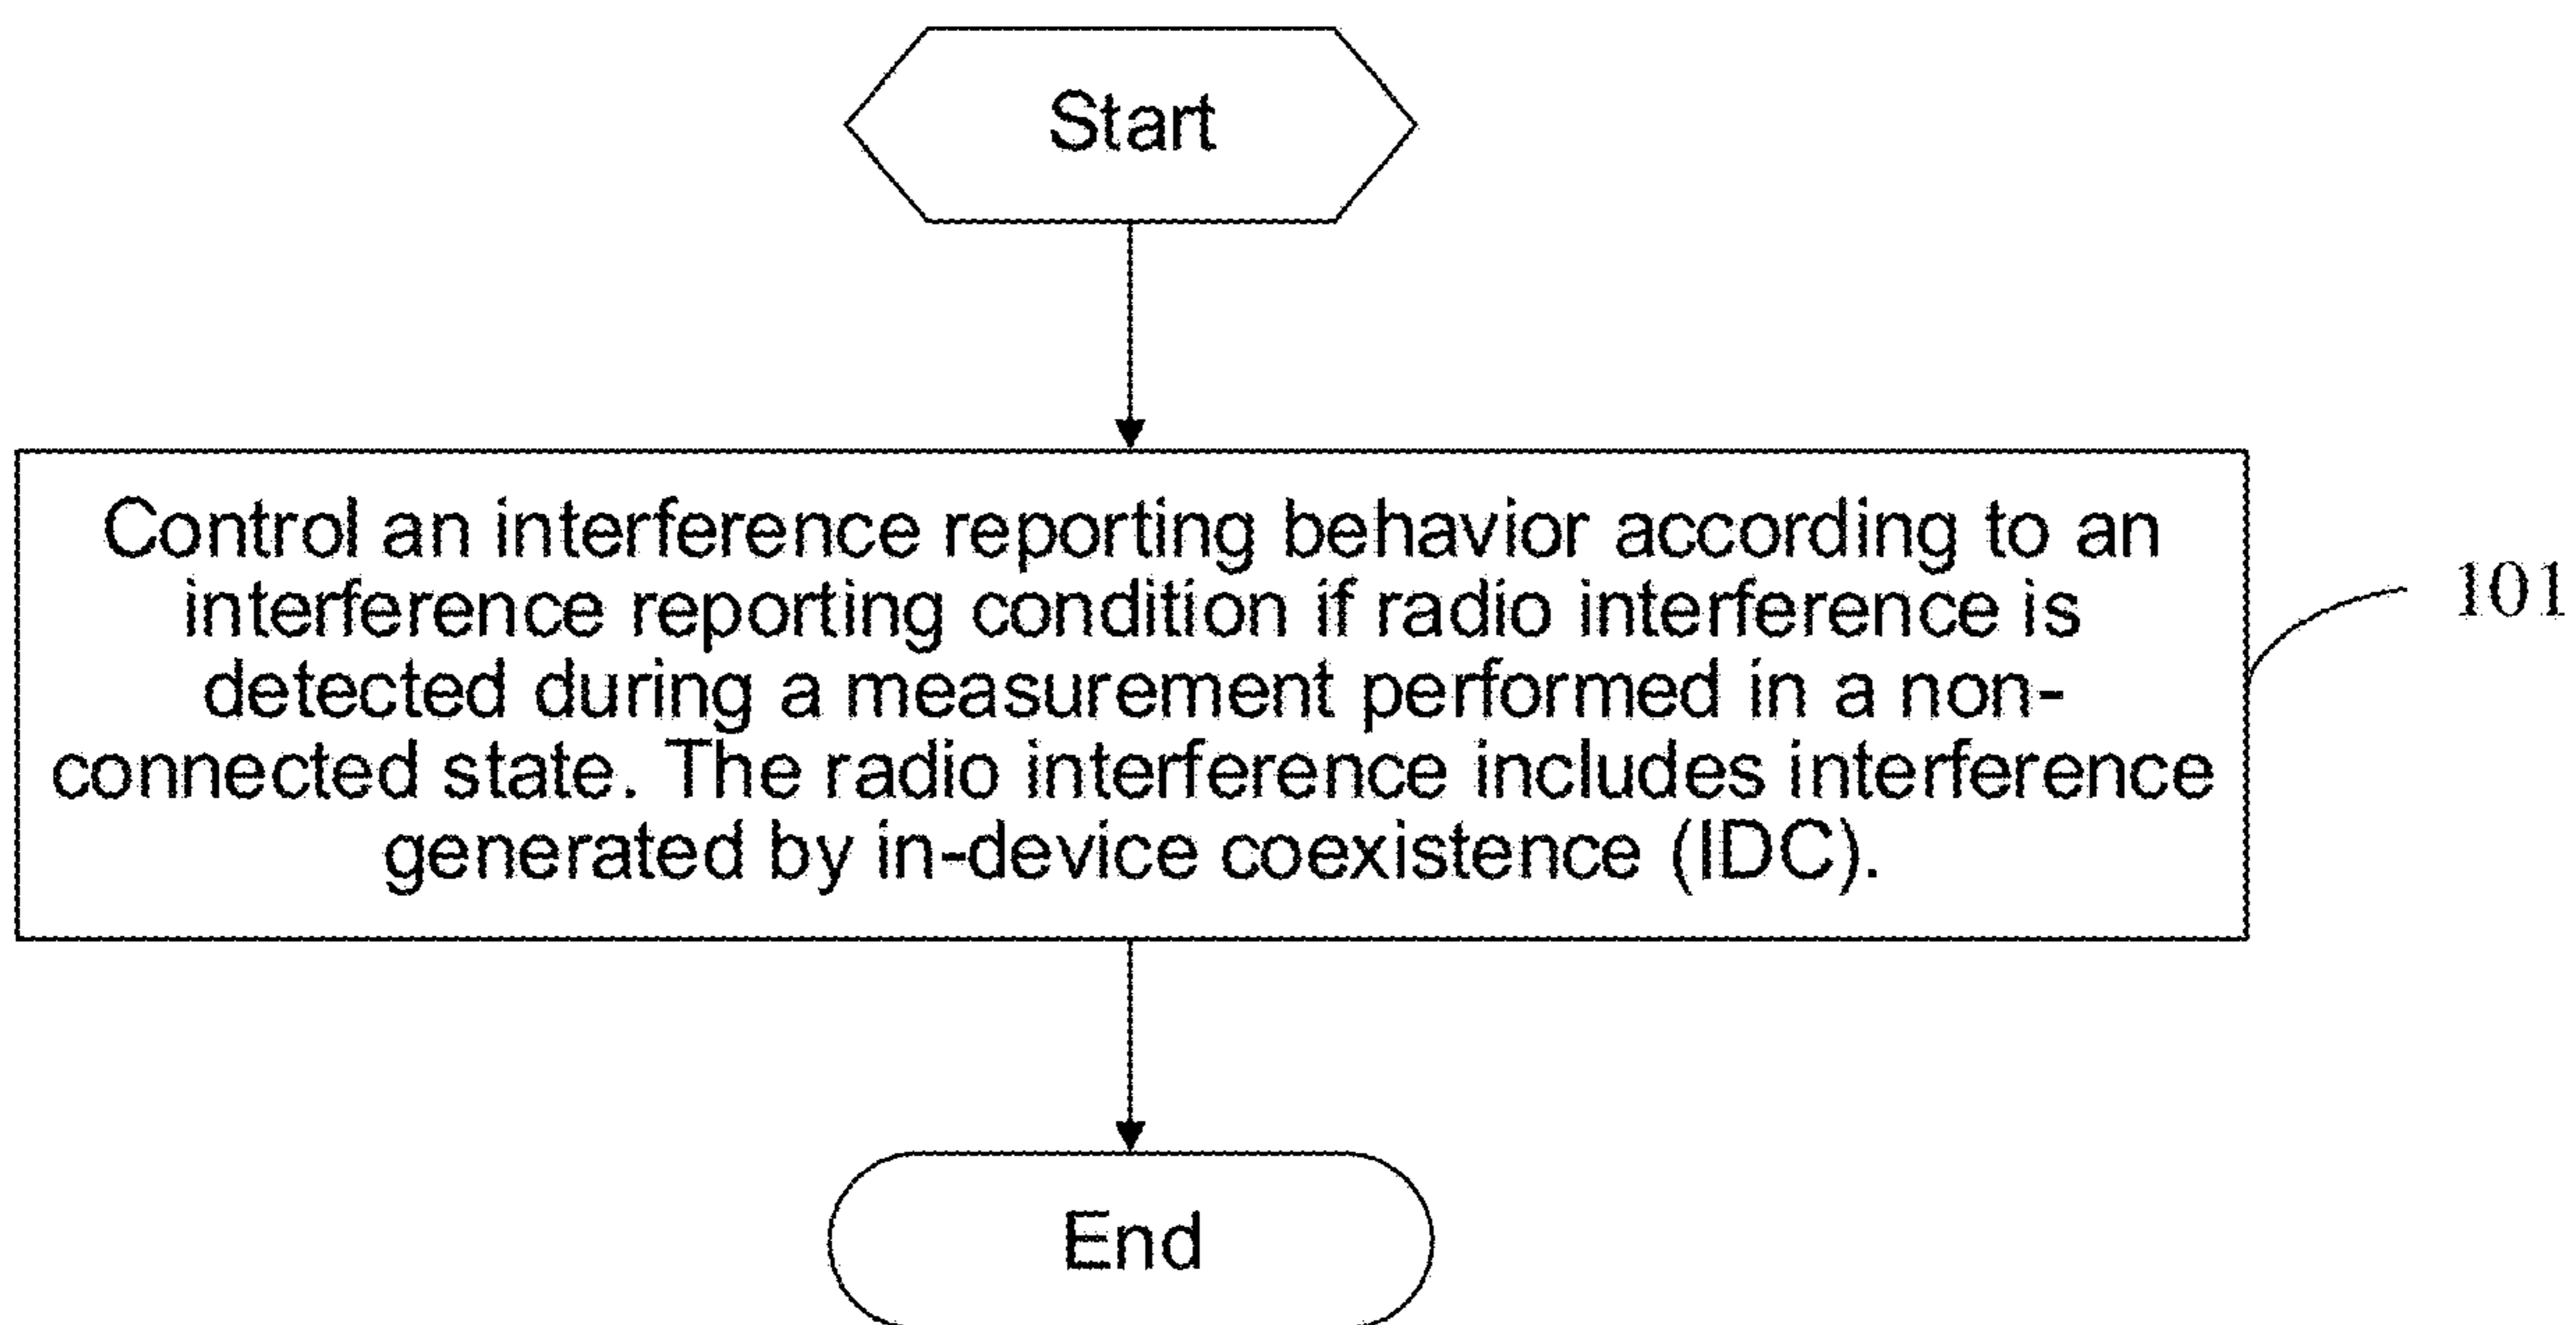 Start
Control an interference reporting behavior according to an
interference reporting condition if radio interference is
detected during a measurement performed in a non-
connected state. The radio interference includes interference
generated by in-device coexistence (IDC).
101
End